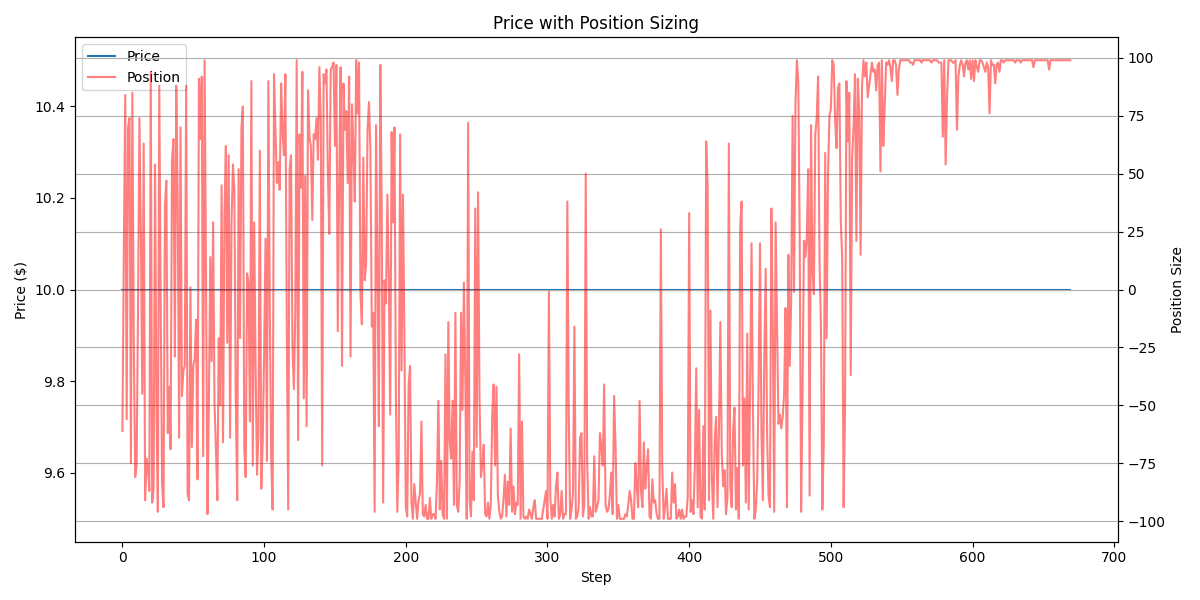 Price with Position Sizing
Price
Position
10.4
10.2
10.0
9.8
9.6
Price ($)
100
75
50
25
0
−25
−50
−75
−100
Position Size
0 100 200 300 400 500 600 700
Step